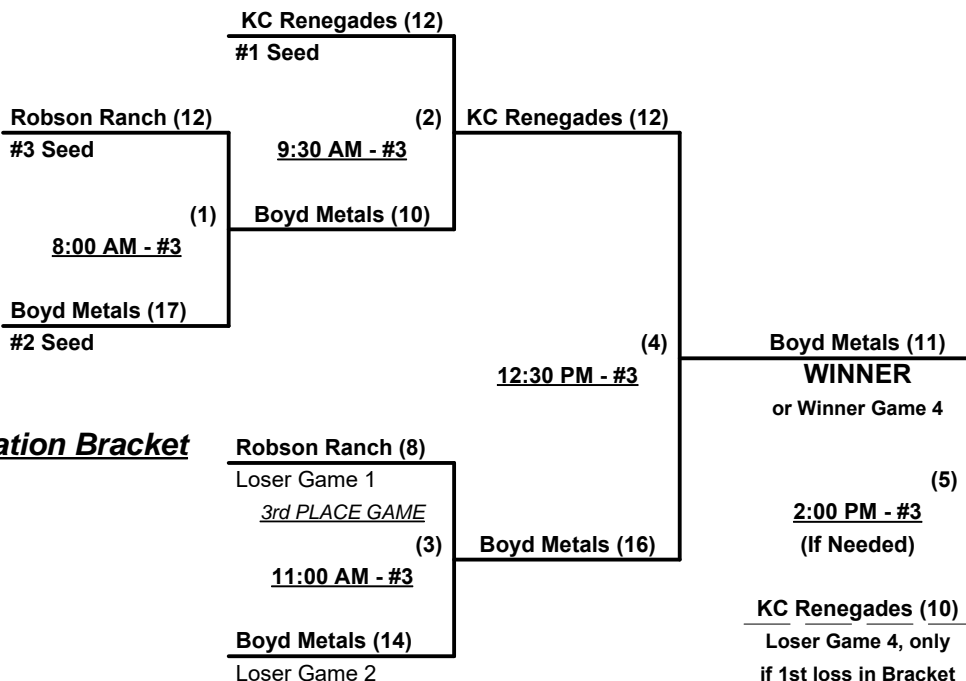 KC Renegades (12)
#1 Seed
Robson Ranch (12)
(2)
KC Renegades (12)
#3 Seed
9:30 AM - #3
(1)
Boyd Metals (10)
8:00 AM - #3
Boyd Metals (17)
#2 Seed
(4)
Boyd Metals (11)
12:30 PM - #3
WINNER
or Winner Game 4
ation Bracket
Robson Ranch (8)
Loser Game 1
(5)
3rd PLACE GAME
2:00 PM - #3
(3)
Boyd Metals (16)
(If Needed)
11:00 AM - #3
KC Renegades (10)
Boyd Metals (14)
Loser Game 4, only
Loser Game 2
if 1st loss in Bracket